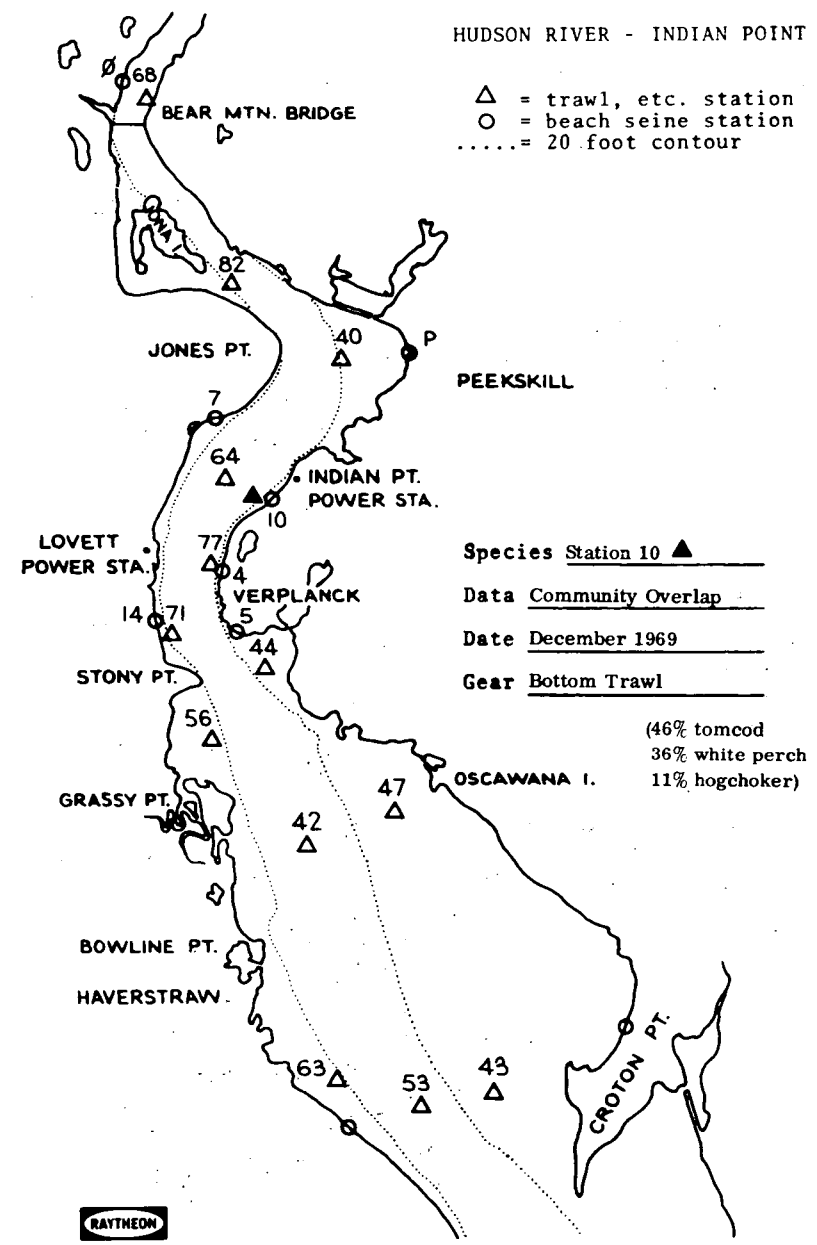 HUDSON RIVER - INDIAN POINT
△ = trawl, etc. station
○ = beach seine station
.....= 20 foot contour
Ø
68
BEAR MTN. BRIDGE
IONA I.
82
JONES PT.
40
P
PEEKSKILL
7
64
INDIAN PT.
POWER STA.
10
LOVETT
POWER STA.
77
4
VERPLANCK
14
71
5
44
STONY PT.
Species Station 10 ▲
Data Community Overlap
Date December 1969
Gear Bottom Trawl
(46% tomcod
36% white perch
11% hogchoker)
56
OSCAWANA I.
GRASSY PT.
47
42
BOWLINE PT.
HAVERSTRAW
63
53
43
CROTON PT.
RAYTHEON